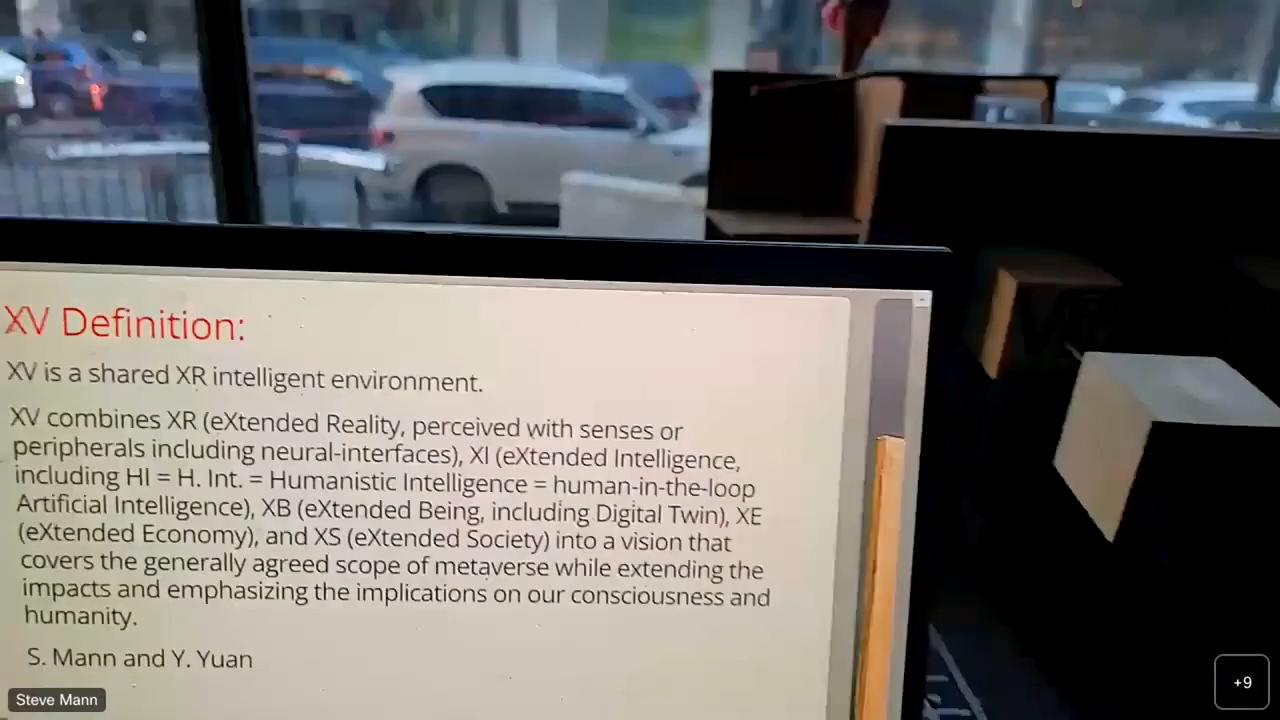 XV Definition:
XV is a shared XR intelligent environment.
XV combines XR (eXtended Reality, perceived with senses or
peripherals including neural-interfaces), XI (eXtended Intelligence,
including HI = H. Int. = Humanistic Intelligence = human-in-the-loop
Artificial Intelligence), XB (eXtended Being, including Digital Twin), XE
(eXtended Economy), and XS (eXtended Society) into a vision that
covers the generally agreed scope of metaverse while extending the
impacts and emphasizing the implications on our consciousness and
humanity.
S. Mann and Y. Yuan
Steve Mann
+9